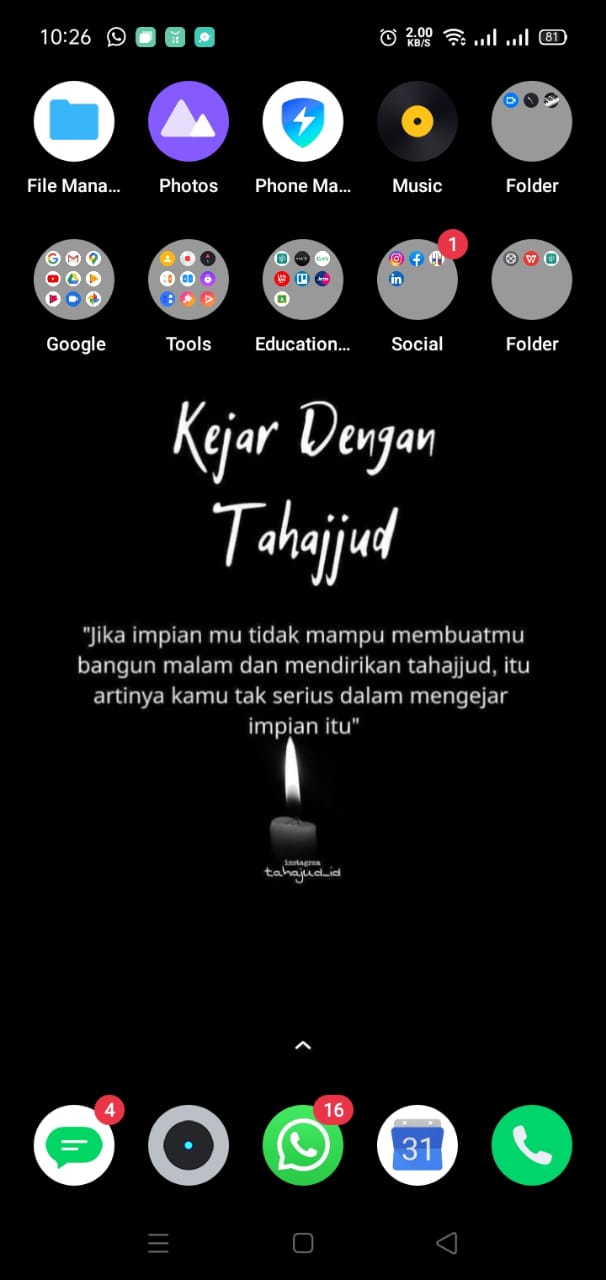 10:26
2.00
KB/S
81
File Mana...
Photos
Phone Ma...
Music
Folder
1
Google
Tools
Education...
Social
Folder
Kejar Dengan
Tahajjud
"Jika impian mu tidak mampu membuatmu
bangun malam dan mendirikan tahajjud, itu
artinya kamu tak serius dalam mengejar
impian itu"
instagram
tahajud_id
4
16
31